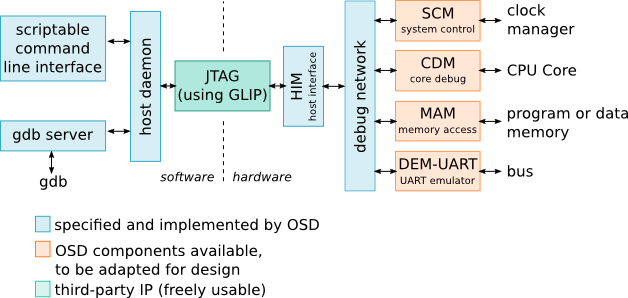 scriptable
command
line interface
gdb server
gdb
host daemon
JTAG
(using GLIP)
software
hardware
HIM
host interface
debug network
SCM
system control
clock
manager
CDM
core debug
CPU Core
MAM
memory access
program or data
memory
DEM-UART
UART emulator
bus
specified and implemented by OSD
OSD components available,
to be adapted for design
third-party IP (freely usable)